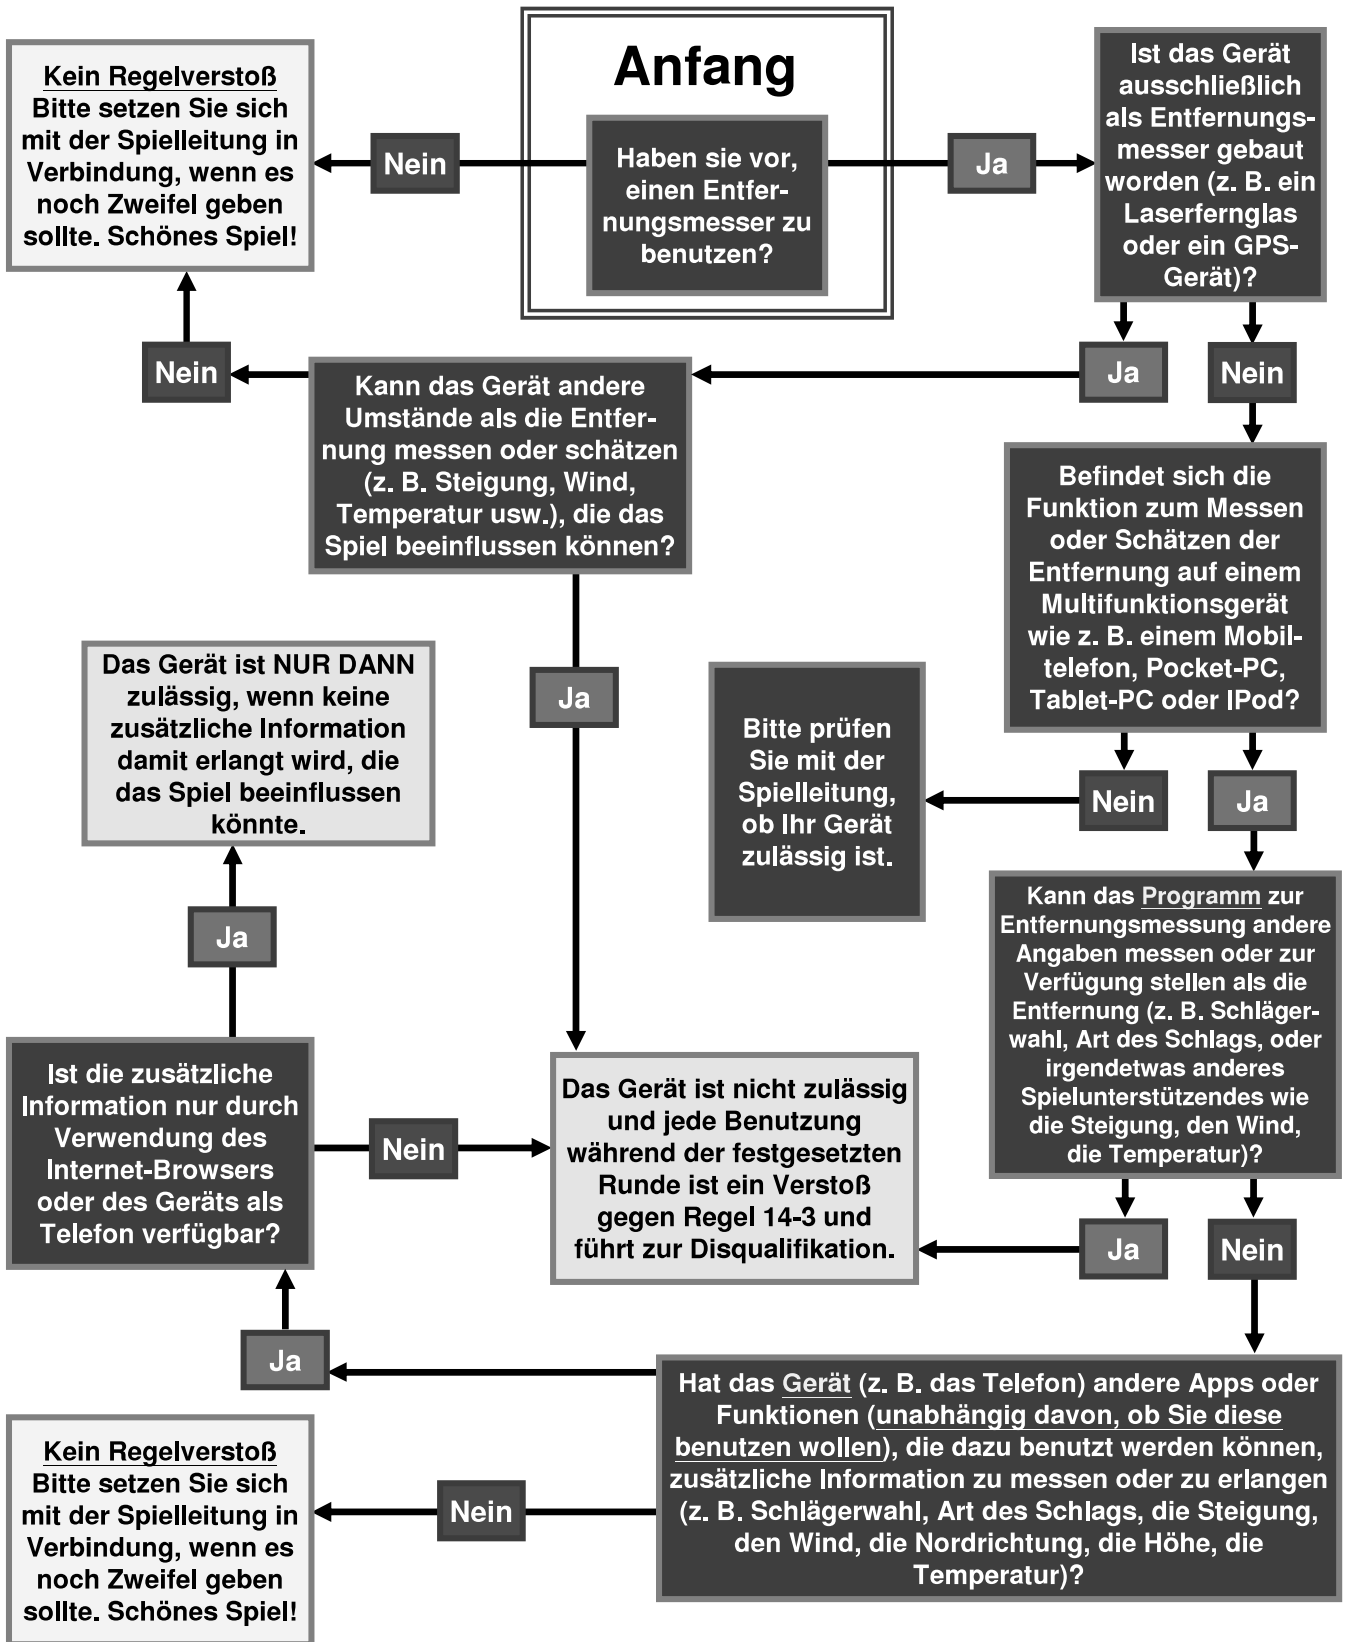 Anfang
Haben sie vor,
einen Entfer-
nungsmesser zu
benutzen?
Nein
Kein Regelverstoß
Bitte setzen Sie sich
mit der Spielleitung in
Verbindung, wenn es
noch Zweifel geben
sollte. Schönes Spiel!
Ja
Ist das Gerät
ausschließlich
als Entfernungs-
messer gebaut
worden (z. B. ein
Laserfernglas
oder ein GPS-
Gerät)?
Ja
Nein
Kann das Gerät andere
Umstände als die Entfer-
nung messen oder schätzen
(z. B. Steigung, Wind,
Temperatur usw.), die das
Spiel beeinflussen können?
Nein
Ja
Befindet sich die
Funktion zum Messen
oder Schätzen der
Entfernung auf einem
Multifunktionsgerät
wie z. B. einem Mobil-
telefon, Pocket-PC,
Tablet-PC oder IPod?
Nein
Ja
Bitte prüfen
Sie mit der
Spielleitung,
ob Ihr Gerät
zulässig ist.
Kann das Programm zur
Entfernungsmessung andere
Angaben messen oder zur
Verfügung stellen als die
Entfernung (z. B. Schläger-
wahl, Art des Schlags, oder
irgendetwas anderes
Spielunterstützendes wie
die Steigung, den Wind,
die Temperatur)?
Ja
Nein
Das Gerät ist nicht zulässig
und jede Benutzung
während der festgesetzten
Runde ist ein Verstoß
gegen Regel 14-3 und
führt zur Disqualifikation.
Hat das Gerät (z. B. das Telefon) andere Apps oder
Funktionen (unabhängig davon, ob Sie diese
benutzen wollen), die dazu benutzt werden können,
zusätzliche Information zu messen oder zu erlangen
(z. B. Schlägerwahl, Art des Schlags, die Steigung,
den Wind, die Nordrichtung, die Höhe, die
Temperatur)?
Ja
Nein
Ist die zusätzliche
Information nur durch
Verwendung des
Internet-Browsers
oder des Geräts als
Telefon verfügbar?
Nein
Ja
Das Gerät ist NUR DANN
zulässig, wenn keine
zusätzliche Information
damit erlangt wird, die
das Spiel beeinflussen
könnte.
Kein Regelverstoß
Bitte setzen Sie sich
mit der Spielleitung in
Verbindung, wenn es
noch Zweifel geben
sollte. Schönes Spiel!